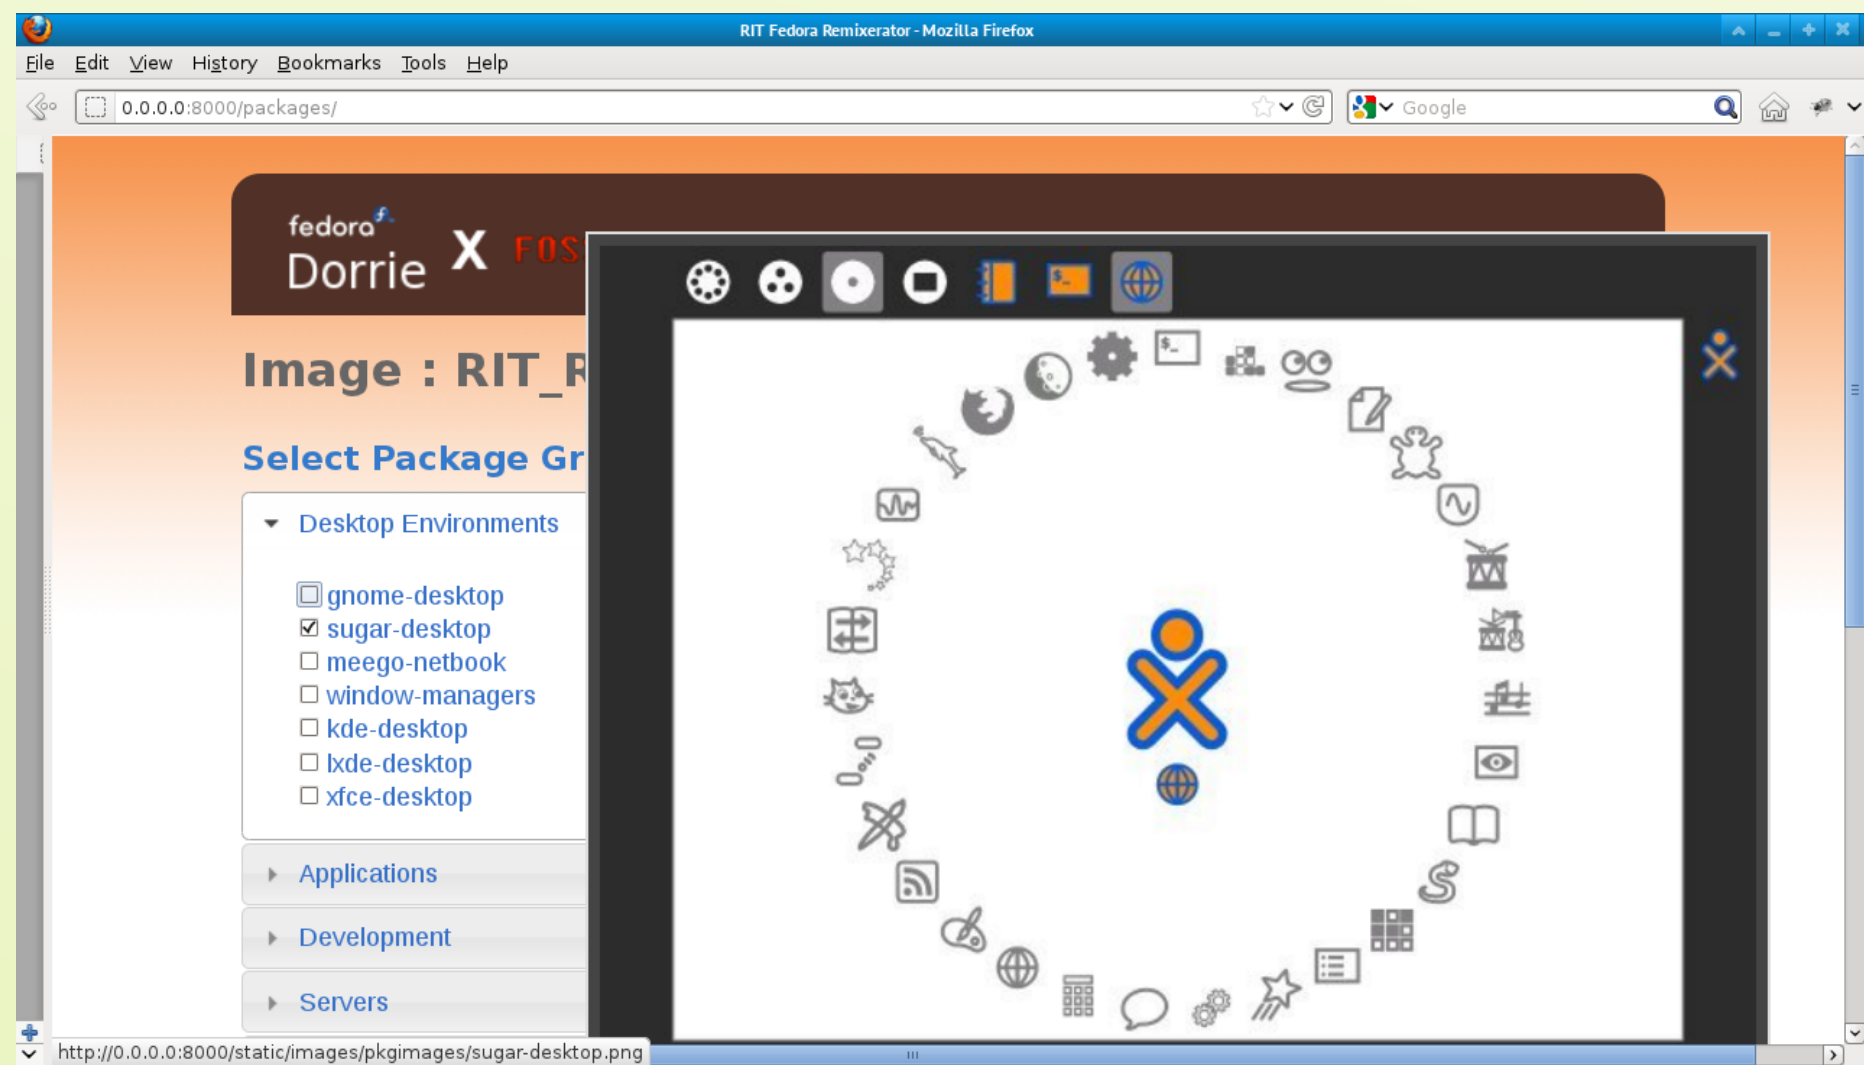 RIT Fedora Remixerator - Mozilla Firefox
File Edit View History Bookmarks Tools Help
0.0.0.0:8000/packages/
Google
fedora
Dorrie X FOS
$_
$_
Image : RIT_R
Select Package Gr
Desktop Environments
gnome-desktop
sugar-desktop
meego-netbook
window-managers
kde-desktop
lxde-desktop
xfce-desktop
Applications
Development
Servers
http://0.0.0.0:8000/static/images/pkgimages/sugar-desktop.png